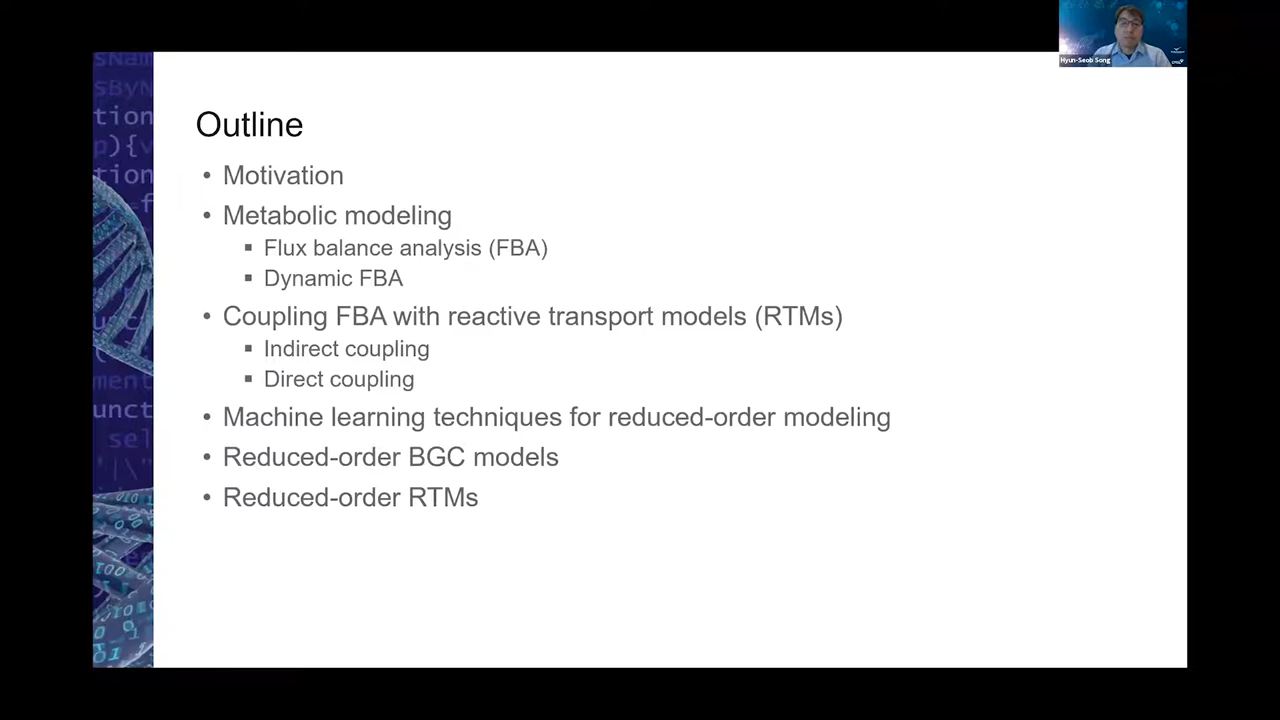 Hyun-Seob Song
Outline
• Motivation
• Metabolic modeling
▪ Flux balance analysis (FBA)
▪ Dynamic FBA
• Coupling FBA with reactive transport models (RTMs)
▪ Indirect coupling
▪ Direct coupling
• Machine learning techniques for reduced-order modeling
• Reduced-order BGC models
• Reduced-order RTMs